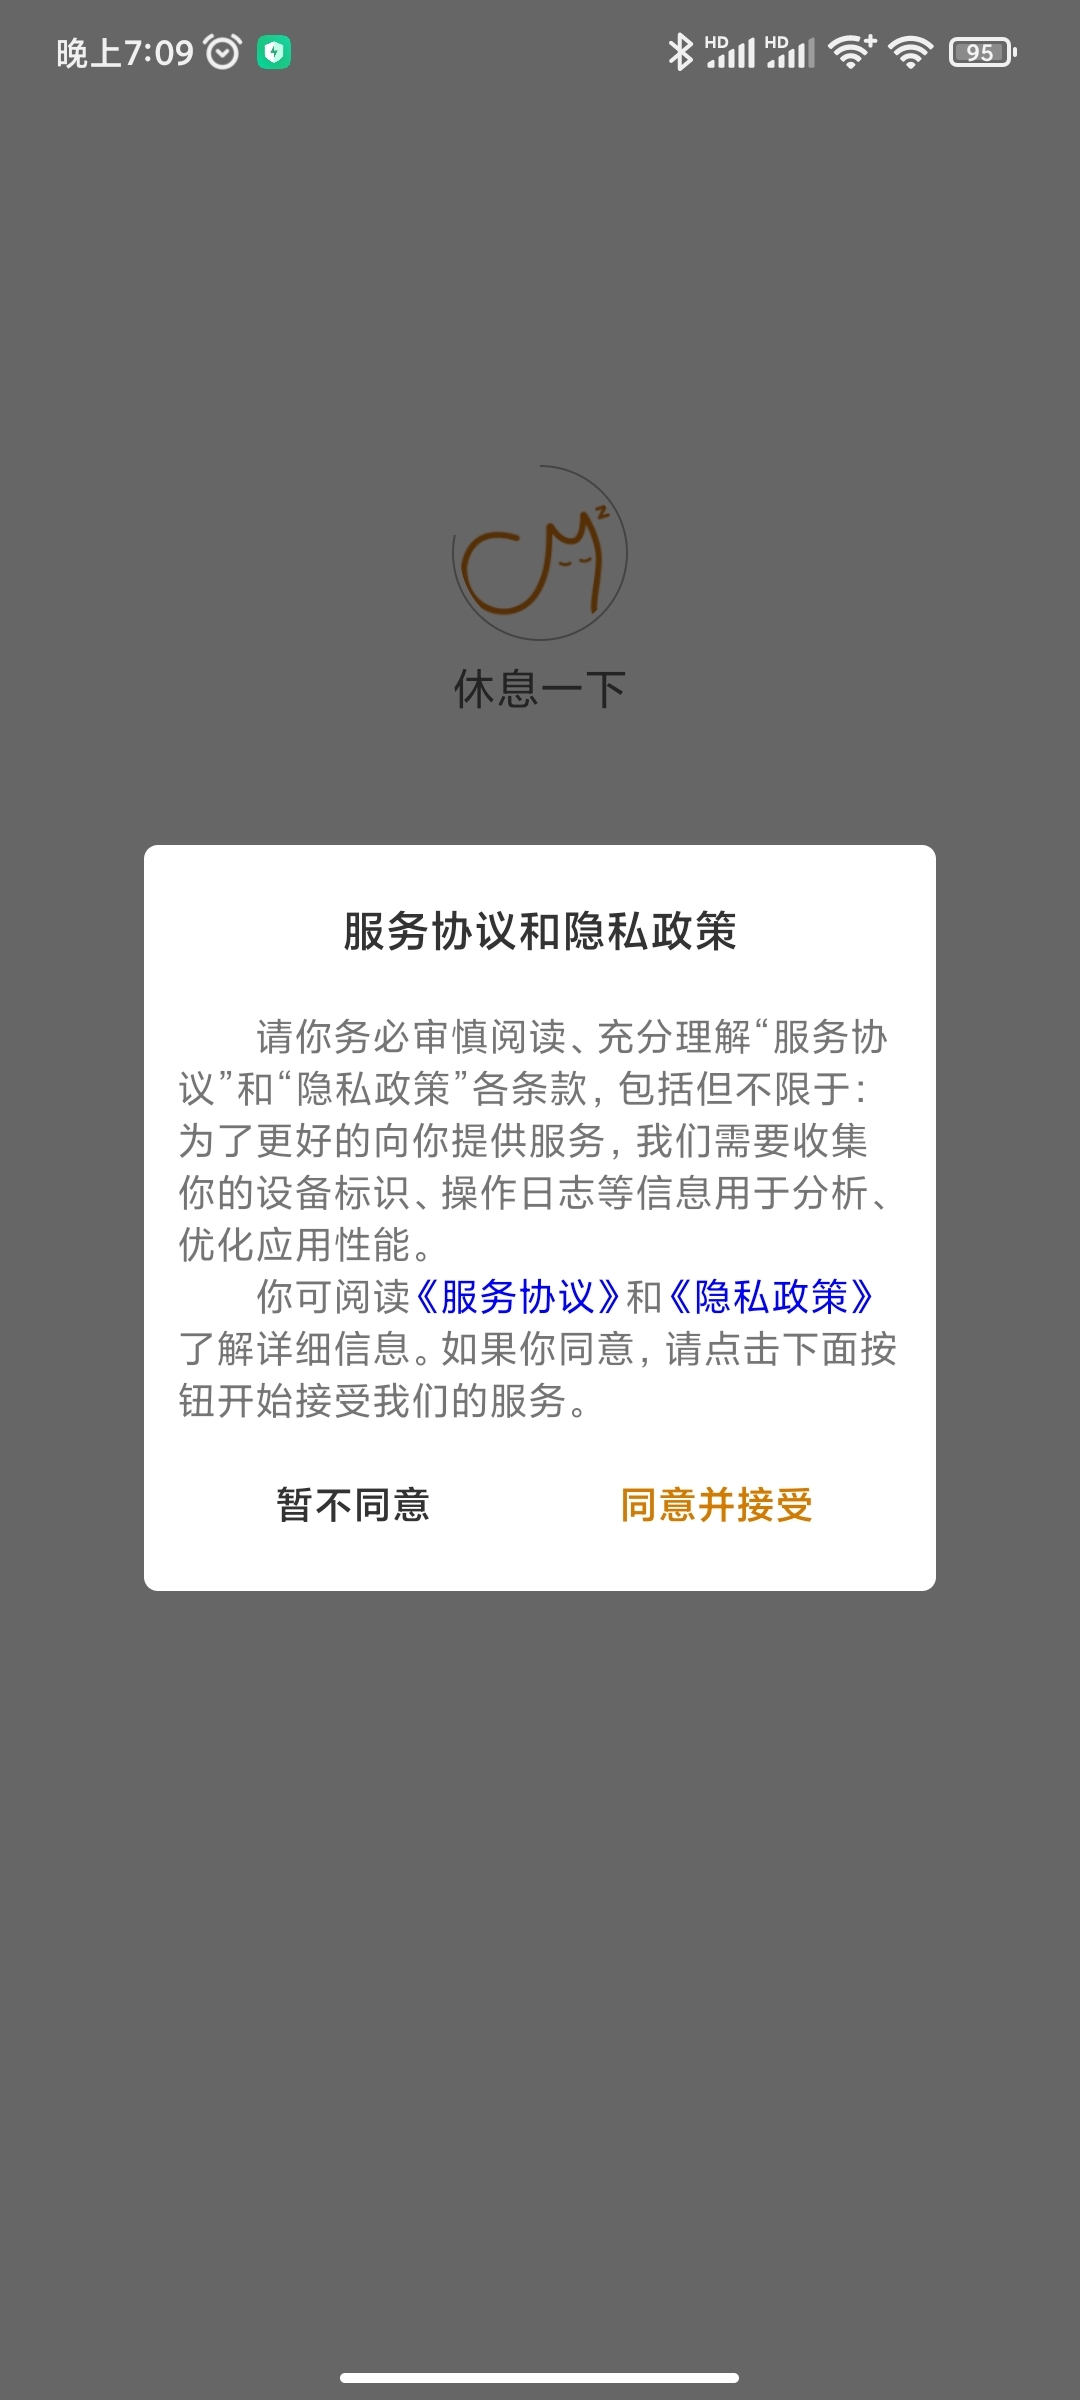 晚上7:09
HD HD 95
CM z
休息一下
服务协议和隐私政策
请你务必审慎阅读、充分理解“服务协
议”和“隐私政策”各条款，包括但不限于：
为了更好的向你提供服务，我们需要收集
你的设备标识、操作日志等信息用于分析、
优化应用性能。
你可阅读《服务协议》和《隐私政策》
了解详细信息。如果你同意，请点击下面按
钮开始接受我们的服务。
暂不同意 同意并接受